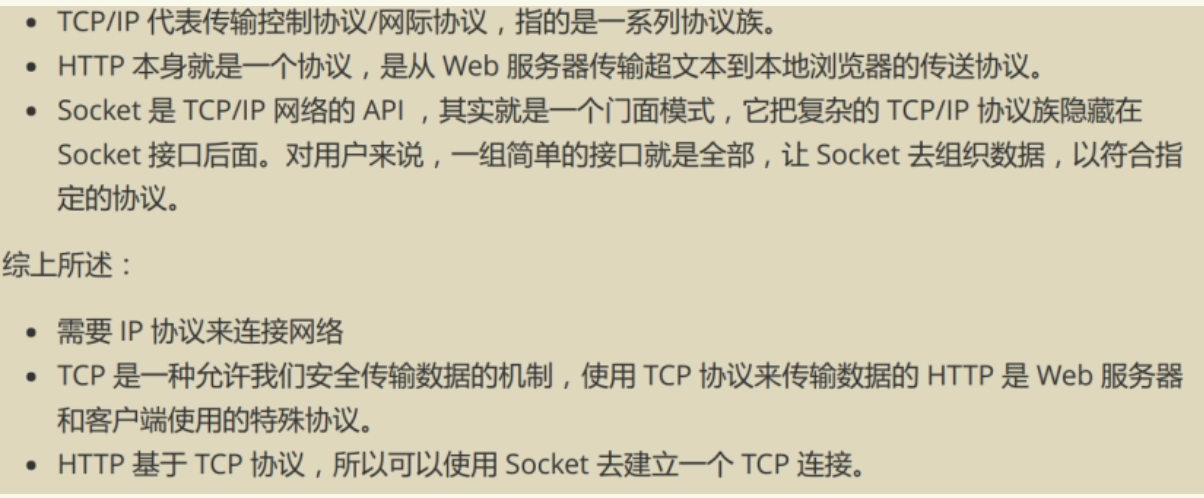 • TCP/IP 代表传输控制协议/网际协议，指的是一系列协议族。
• HTTP 本身就是一个协议，是从 Web 服务器传输超文本到本地浏览器的传送协议。
• Socket 是 TCP/IP 网络的 API ，其实就是一个门面模式，它把复杂的 TCP/IP 协议族隐藏在
Socket 接口后面。对用户来说，一组简单的接口就是全部，让 Socket 去组织数据，以符合指
定的协议。
综上所述：
• 需要 IP 协议来连接网络
• TCP 是一种允许我们安全传输数据的机制，使用 TCP 协议来传输数据的 HTTP 是 Web 服务器
和客户端使用的特殊协议。
• HTTP 基于 TCP 协议，所以可以使用 Socket 去建立一个 TCP 连接。